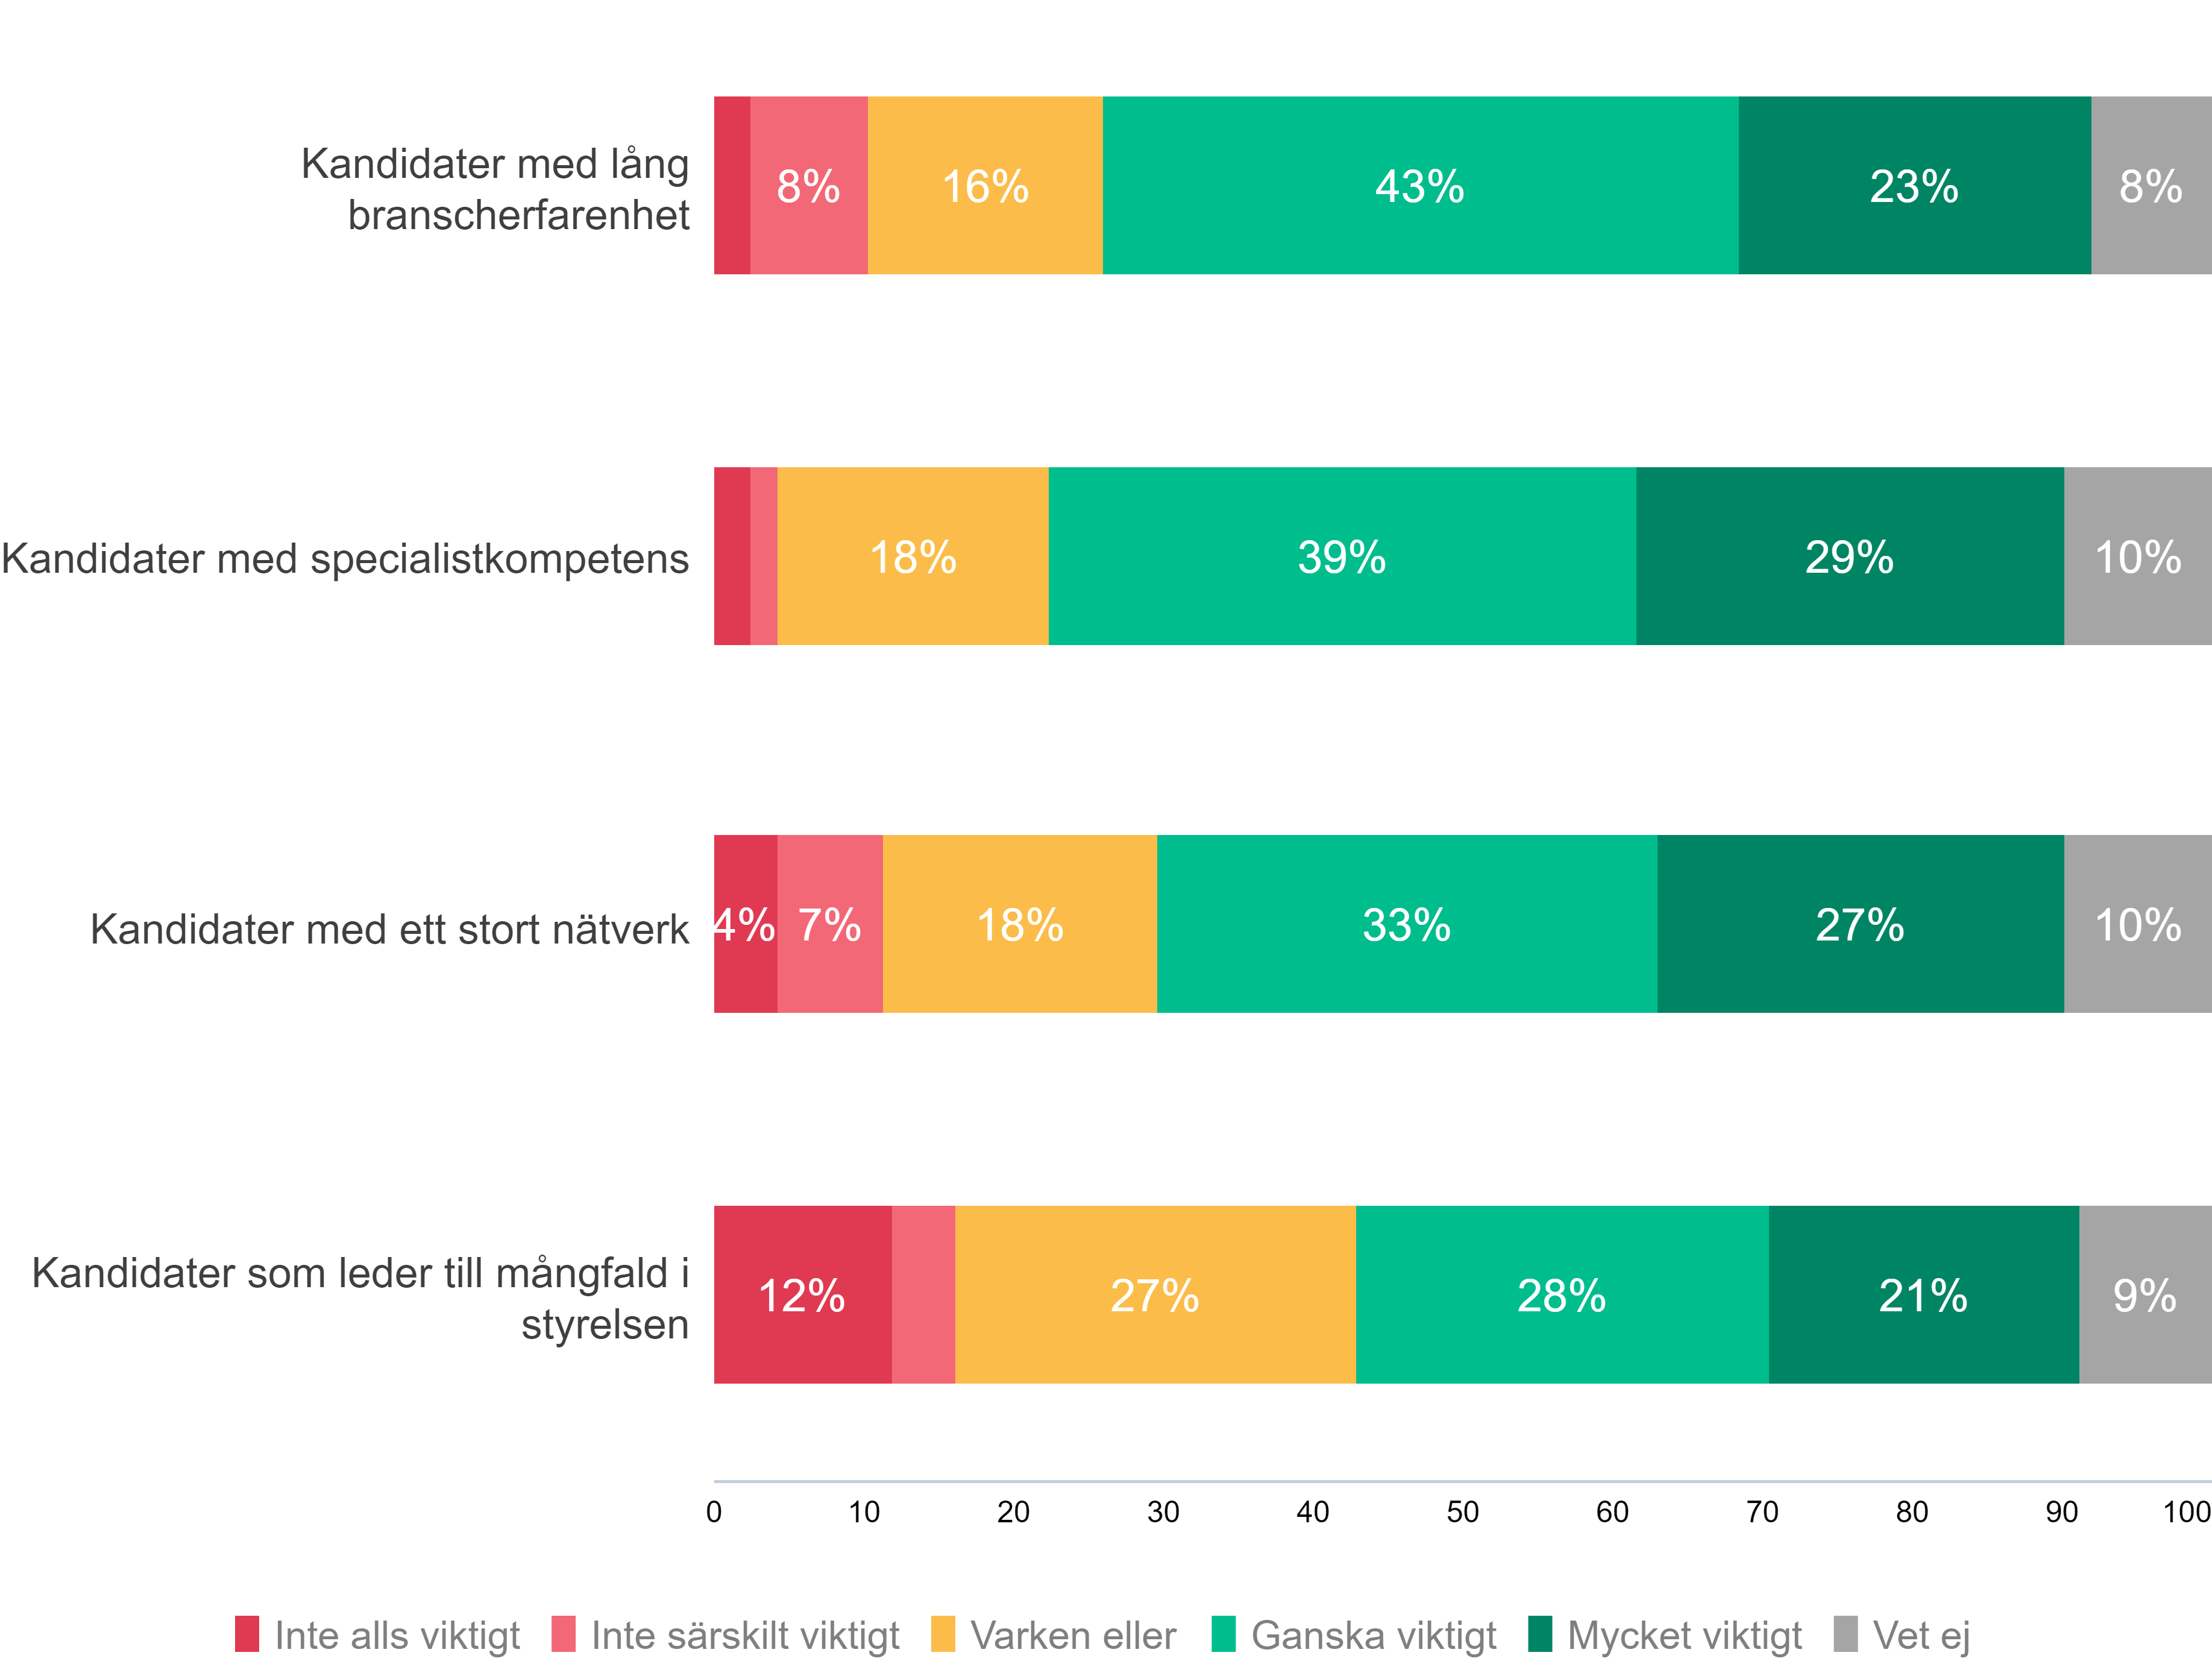 Kandidater med lång
branscherfarenhet
8% 16% 43% 23% 8%
Kandidater med specialistkompetens
18% 39% 29% 10%
Kandidater med ett stort nätverk
4% 7% 18% 33% 27% 10%
Kandidater som leder till mångfald i
styrelsen
12% 27% 28% 21% 9%
0 10 20 30 40 50 60 70 80 90 100
Inte alls viktigt Inte särskilt viktigt Varken eller Ganska viktigt Mycket viktigt Vet ej